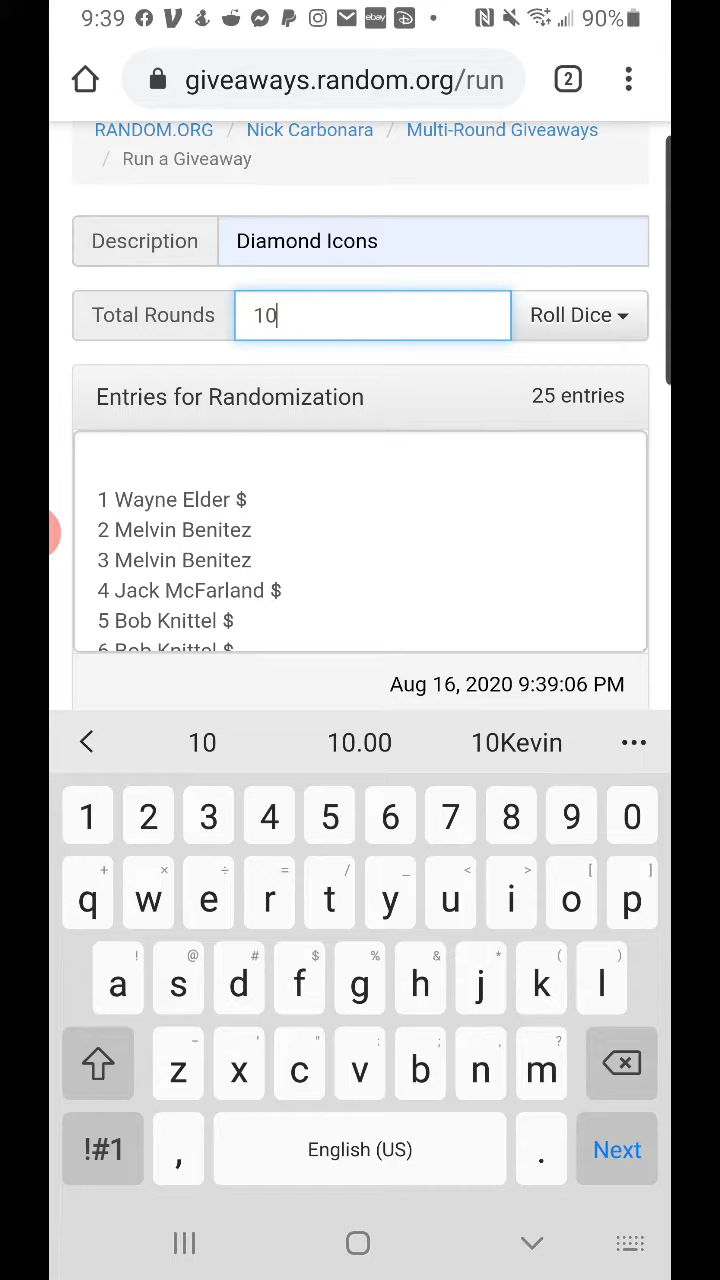 9:39 90%
giveaways.random.org/run 2
RANDOM.ORG / Nick Carbonara / Multi-Round Giveaways
/ Run a Giveaway
Description Diamond Icons
Total Rounds 10 Roll Dice
Entries for Randomization 25 entries
1 Wayne Elder $
2 Melvin Benitez
3 Melvin Benitez
4 Jack McFarland $
5 Bob Knittel $
6 Bob Knittel $
Aug 16, 2020 9:39:06 PM
10 10.00 10Kevin
1 2 3 4 5 6 7 8 9 0
+ × ÷ = / _ < > [ ]
q w e r t y u i o p
! @ # $ % & * ( )
a s d f g h j k l
- ' " : ; , ?
z x c v b n m
!#1 , English (US) . Next